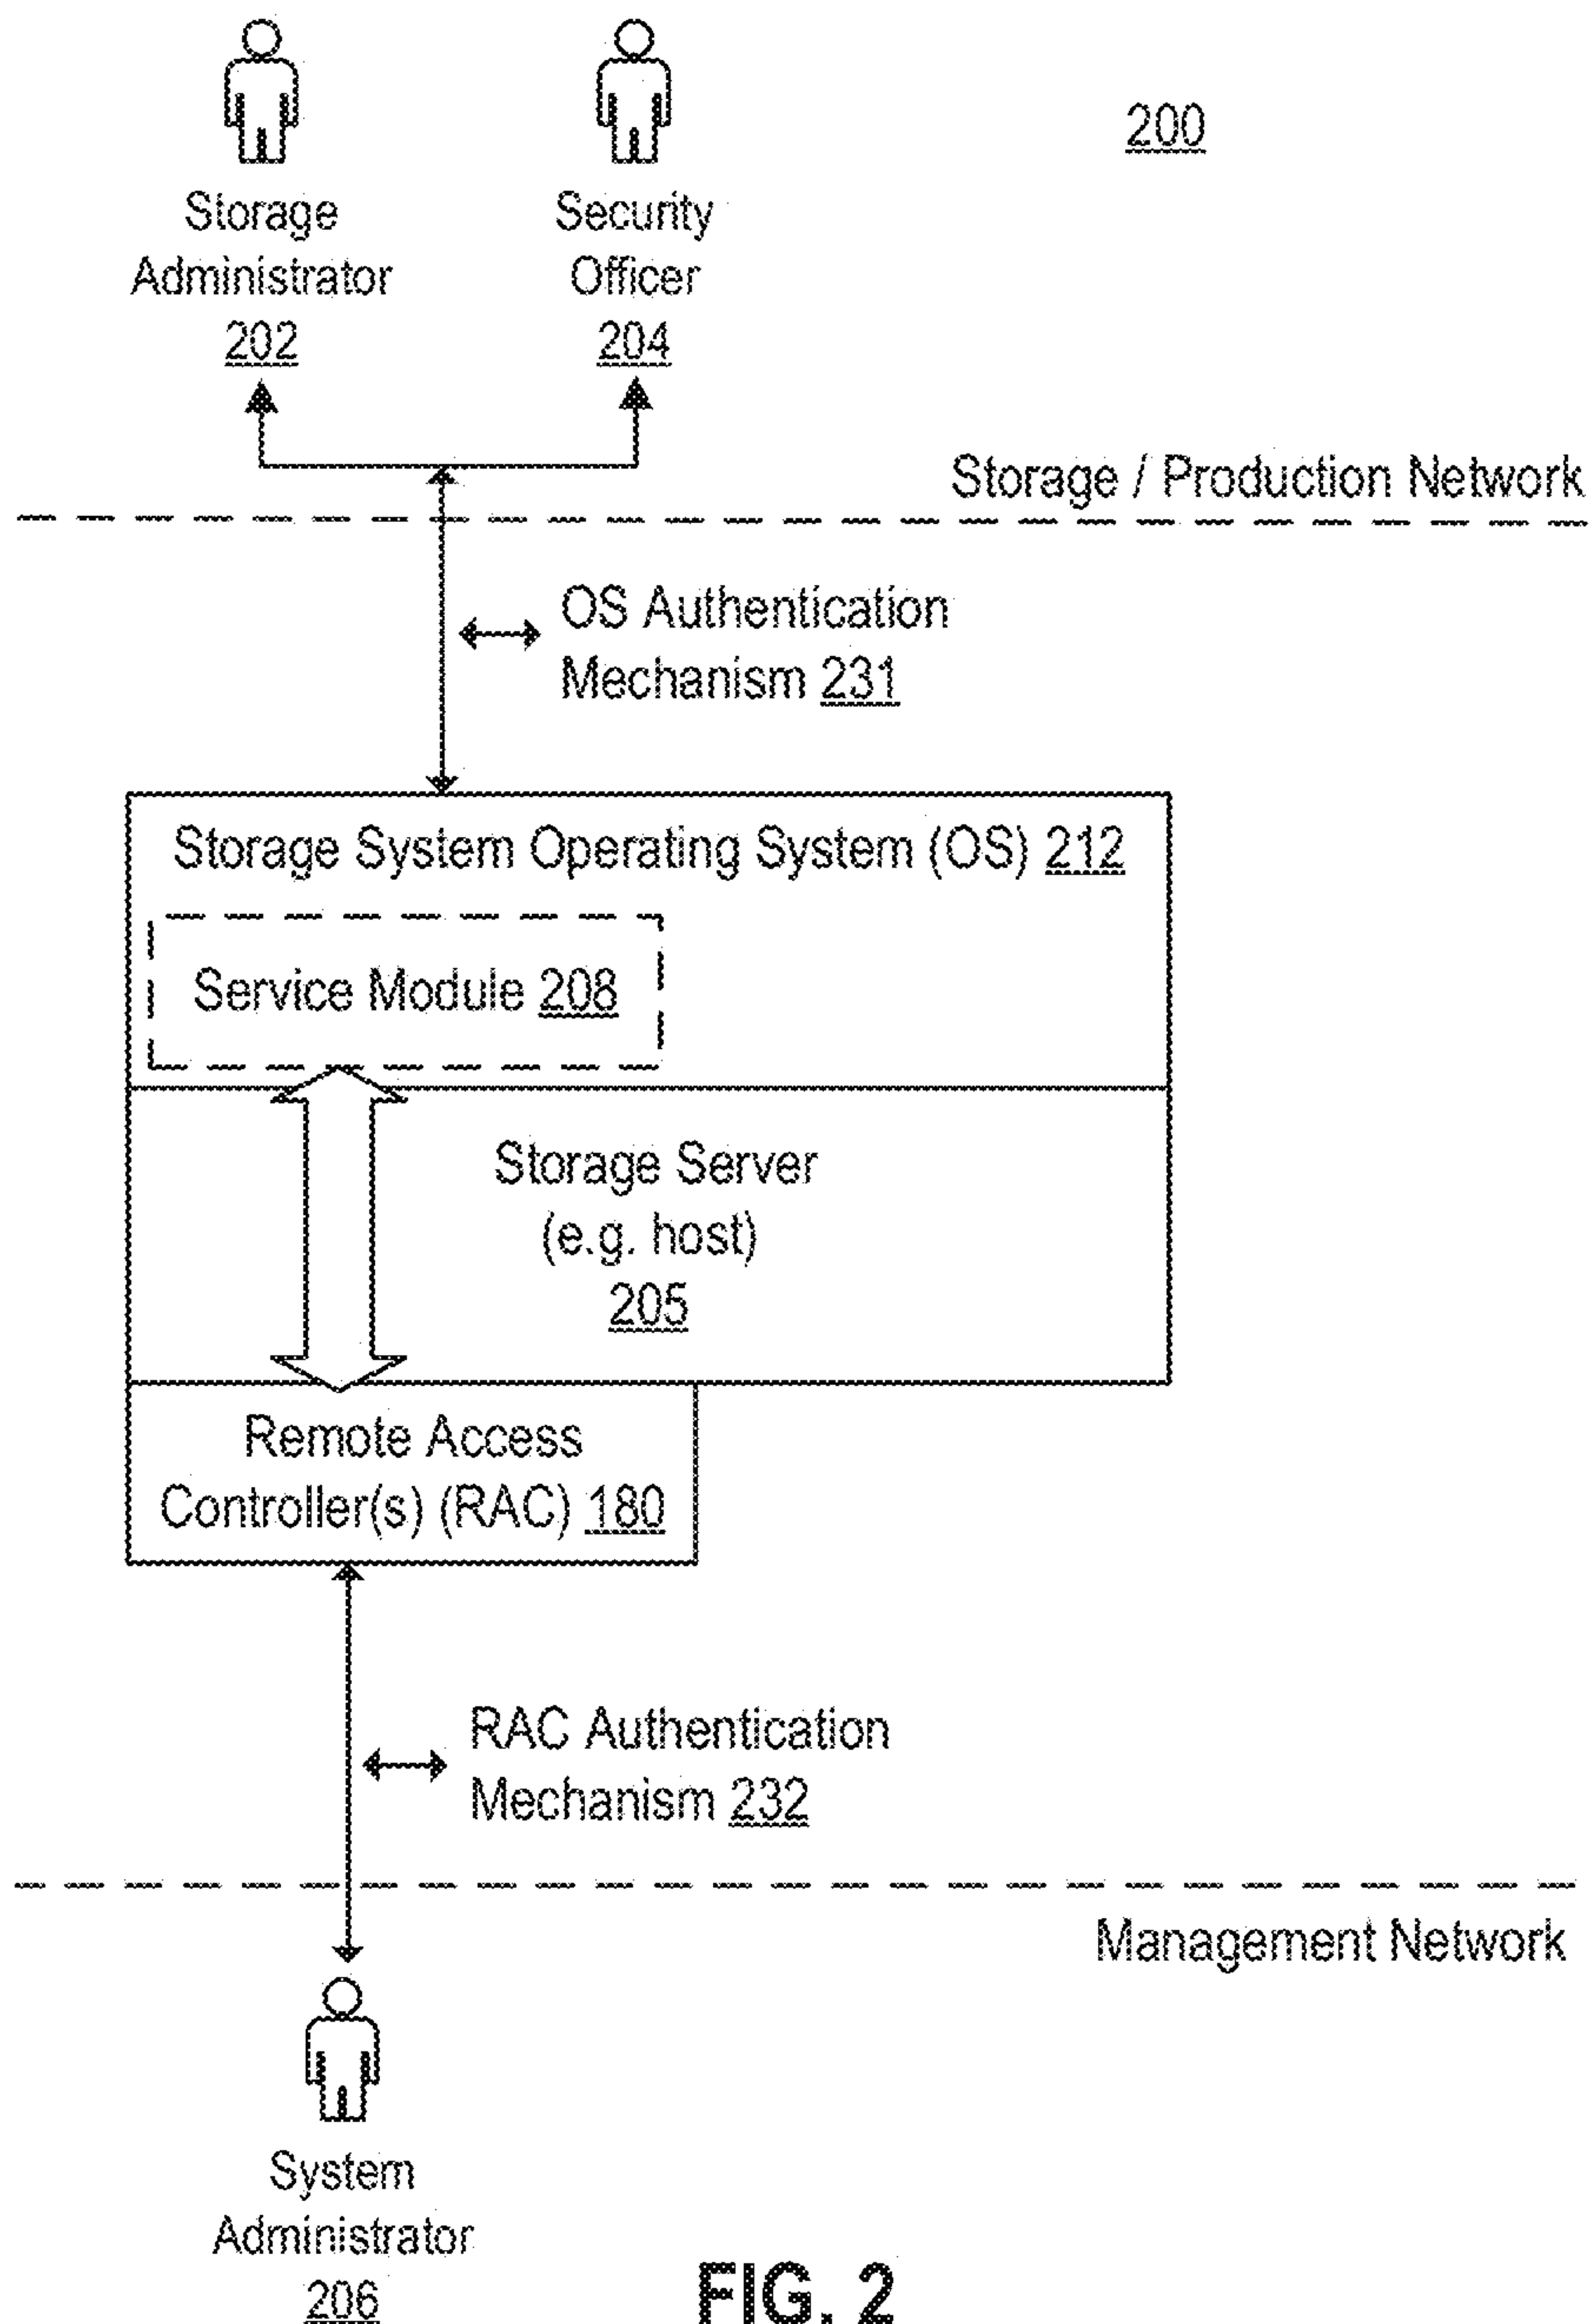 Storage
Administrator
202
Security
Officer
204
200
Storage / Production Network
OS Authentication
Mechanism 231
Storage System Operating System (OS) 212
Service Module 208
Storage Server
(e.g. host)
205
Remote Access
Controller(s) (RAC) 180
RAC Authentication
Mechanism 232
Management Network
System
Administrator
206
FIG. 2